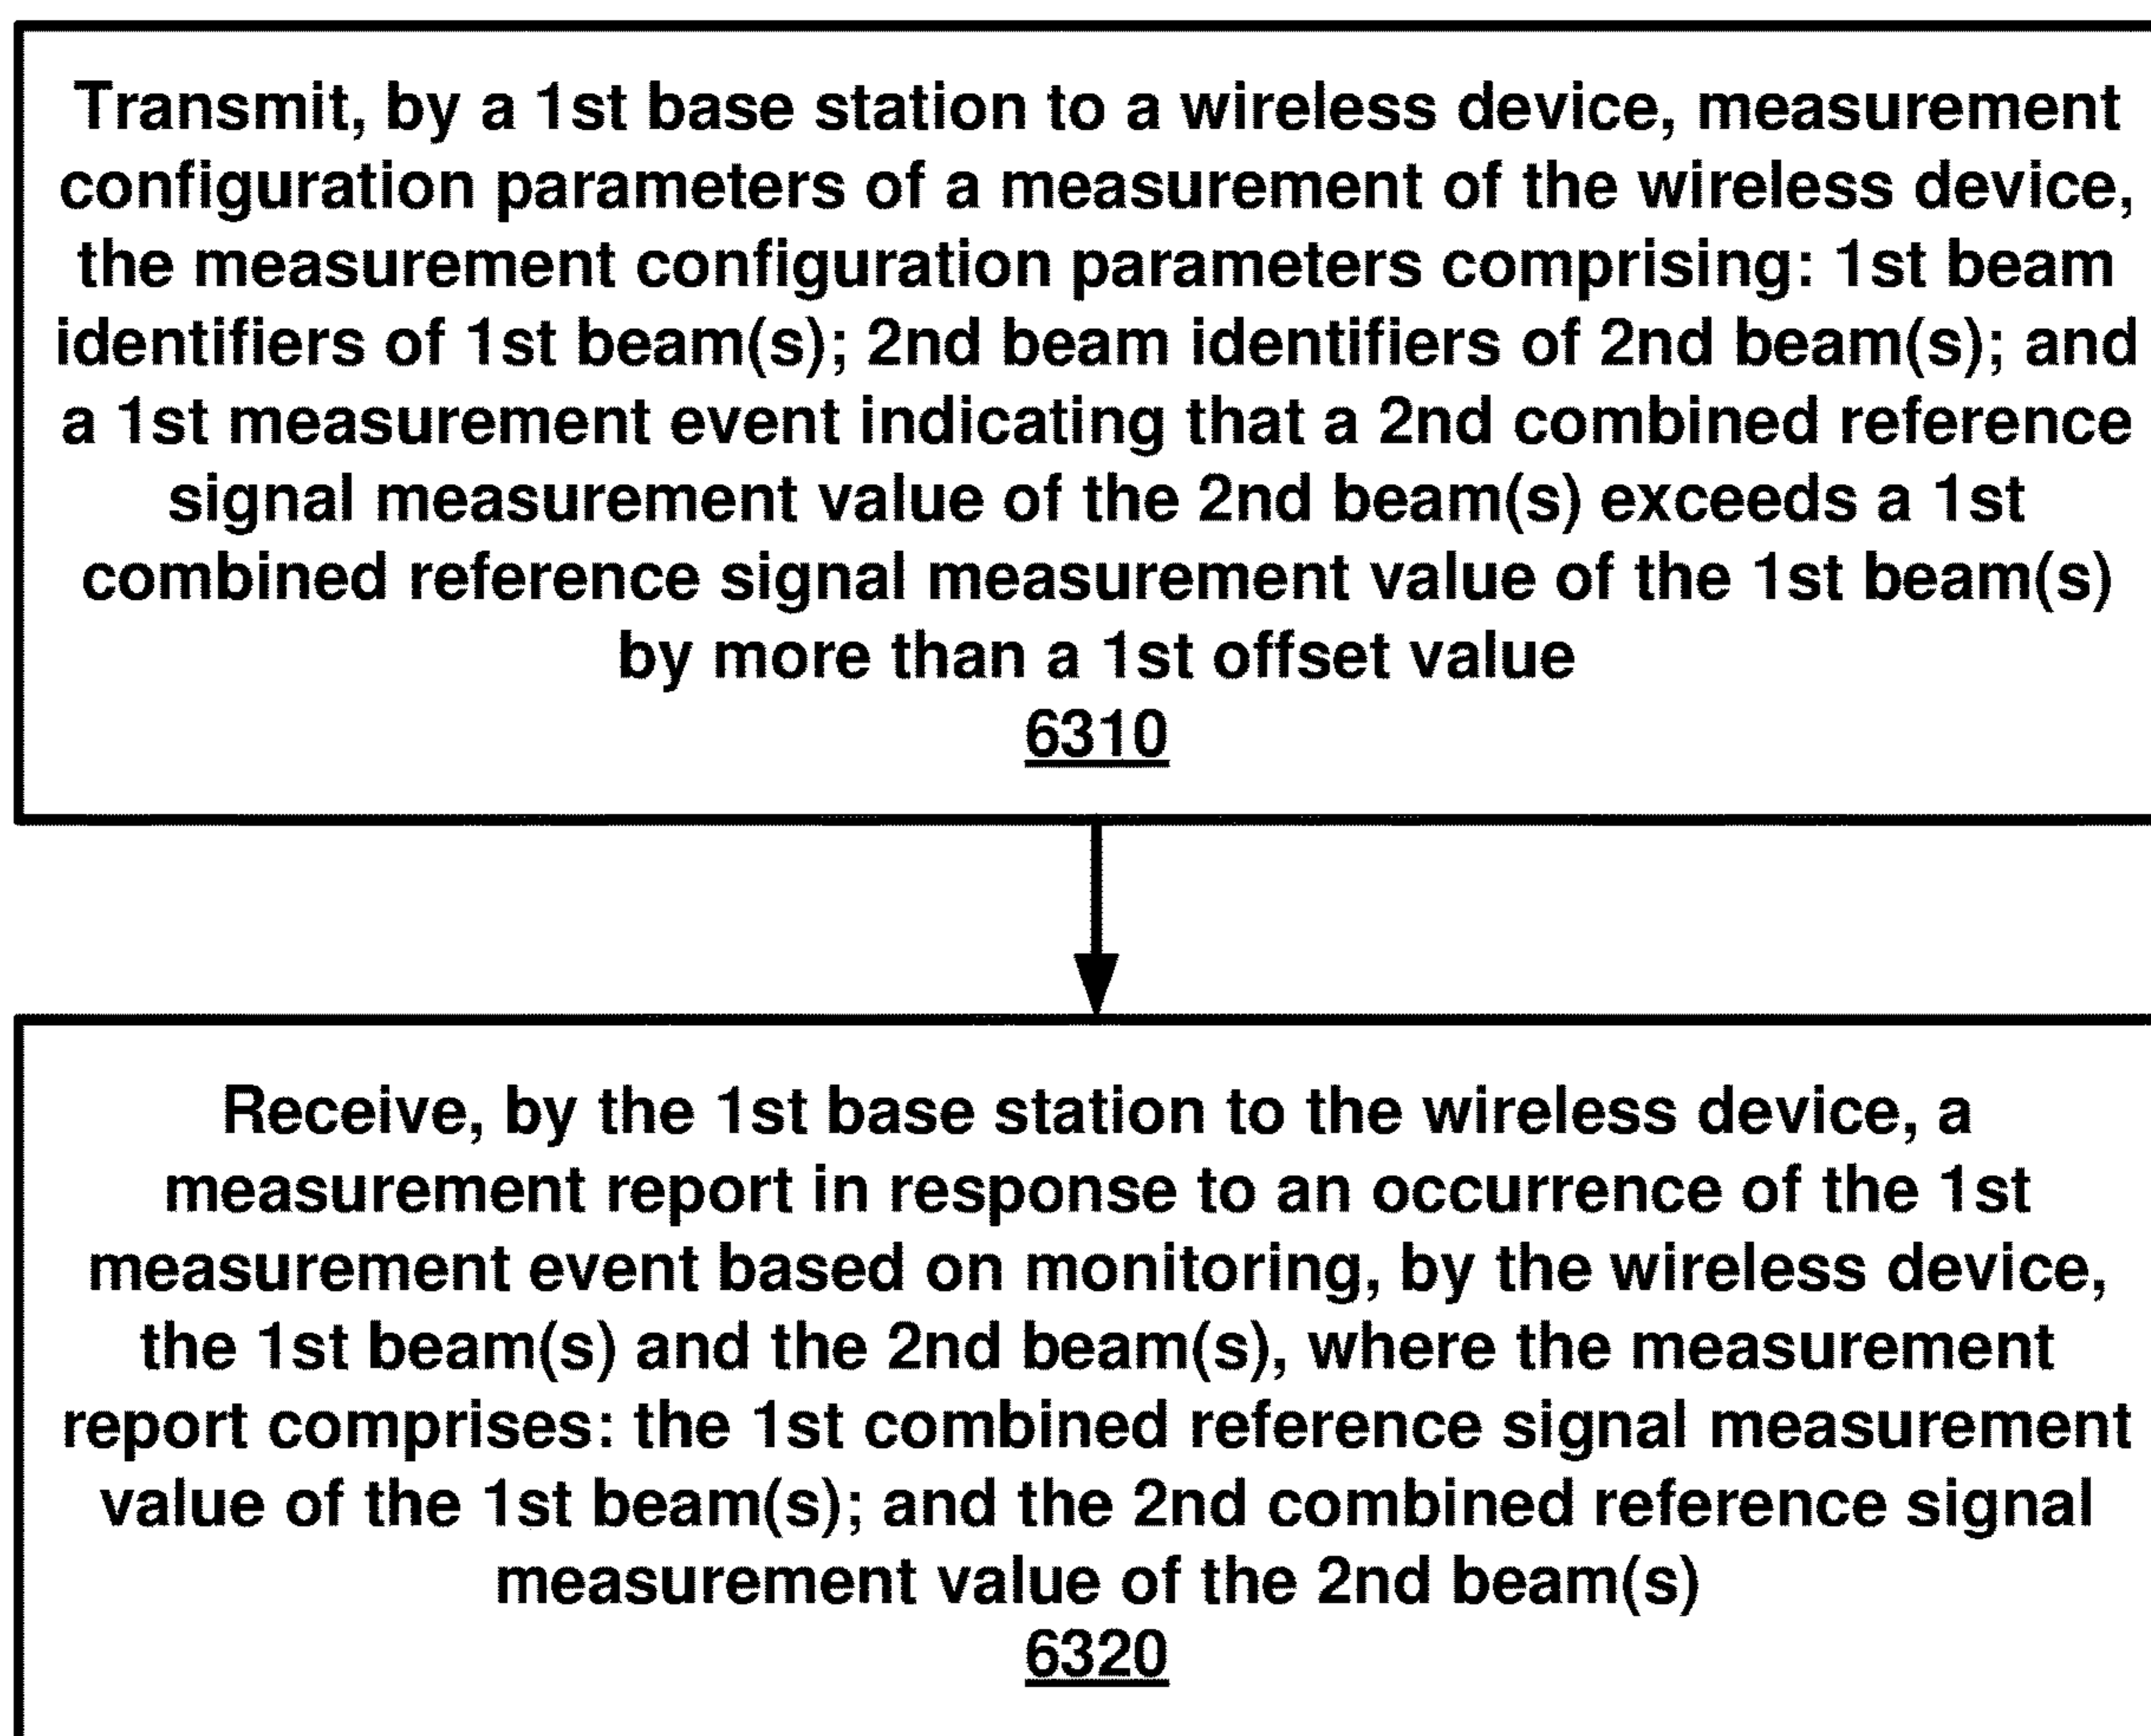 Transmit, by a 1st base station to a wireless device, measurement
configuration parameters of a measurement of the wireless device,
the measurement configuration parameters comprising: 1st beam
identifiers of 1st beam(s); 2nd beam identifiers of 2nd beam(s); and
a 1st measurement event indicating that a 2nd combined reference
signal measurement value of the 2nd beam(s) exceeds a 1st
combined reference signal measurement value of the 1st beam(s)
by more than a 1st offset value
6310
Receive, by the 1st base station to the wireless device, a
measurement report in response to an occurrence of the 1st
measurement event based on monitoring, by the wireless device,
the 1st beam(s) and the 2nd beam(s), where the measurement
report comprises: the 1st combined reference signal measurement
value of the 1st beam(s); and the 2nd combined reference signal
measurement value of the 2nd beam(s)
6320